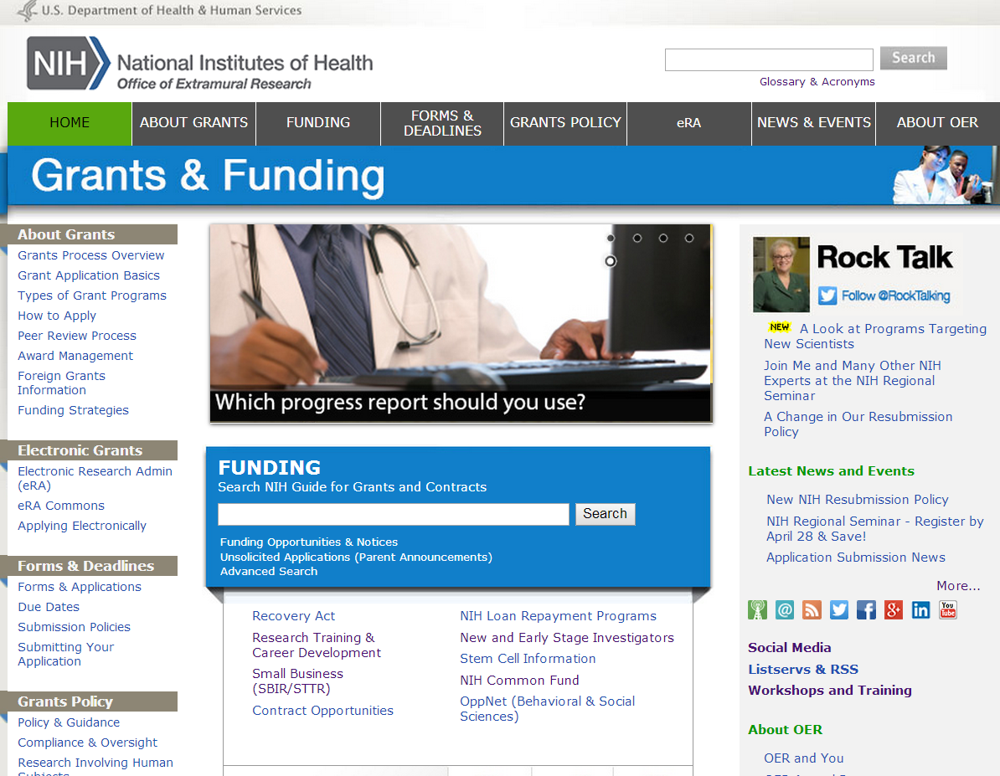 U.S. Department of Health & Human Services
NIH
National Institutes of Health
Office of Extramural Research
Search
Glossary & Acronyms
HOME
ABOUT GRANTS
FUNDING
FORMS &
DEADLINES
GRANTS POLICY
eRA
NEWS & EVENTS
ABOUT OER
Grants & Funding
About Grants
Grants Process Overview
Grant Application Basics
Types of Grant Programs
How to Apply
Peer Review Process
Award Management
Foreign Grants
Information
Funding Strategies
Electronic Grants
Electronic Research Admin
(eRA)
eRA Commons
Applying Electronically
Forms & Deadlines
Forms & Applications
Due Dates
Submission Policies
Submitting Your
Application
Grants Policy
Policy & Guidance
Compliance & Oversight
Research Involving Human
Subjects
Which progress report should you use?
FUNDING
Search NIH Guide for Grants and Contracts
Search
Funding Opportunities & Notices
Unsolicited Applications (Parent Announcements)
Advanced Search
Recovery Act
Research Training &
Career Development
Small Business
(SBIR/STTR)
Contract Opportunities
NIH Loan Repayment Programs
New and Early Stage Investigators
Stem Cell Information
NIH Common Fund
OppNet (Behavioral & Social
Sciences)
Rock Talk
Follow @RockTalking
NEW A Look at Programs Targeting
New Scientists
Join Me and Many Other NIH
Experts at the NIH Regional
Seminar
A Change in Our Resubmission
Policy
Latest News and Events
New NIH Resubmission Policy
NIH Regional Seminar - Register by
April 28 & Save!
Application Submission News
More...
You
Tube
Social Media
Listservs & RSS
Workshops and Training
About OER
OER and You